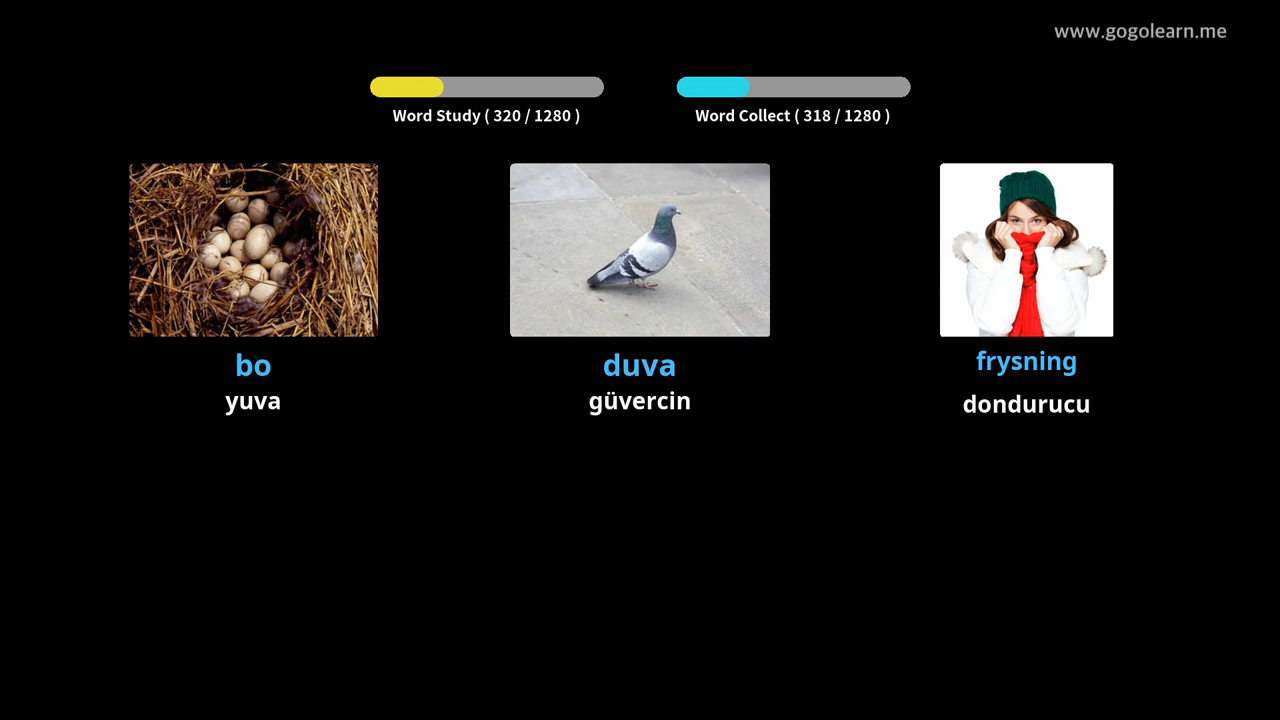 www.gogolearn.me
Word Study ( 320 / 1280 )
Word Collect ( 318 / 1280 )
bo
yuva
duva
güvercin
frysning
dondurucu